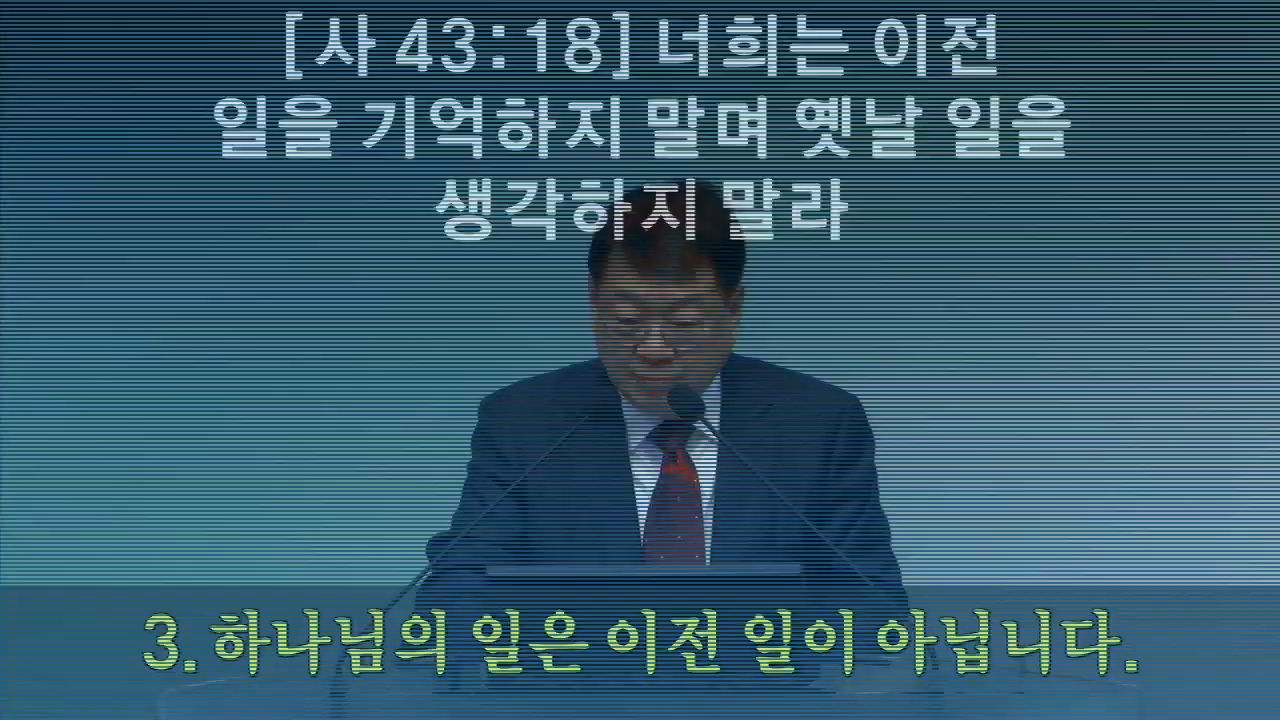 [사 43:18] 너희는 이전
일을 기억하지 말며 옛날 일을
생각하지 말라
3. 하나님의 일은 이전 일이 아닙니다.